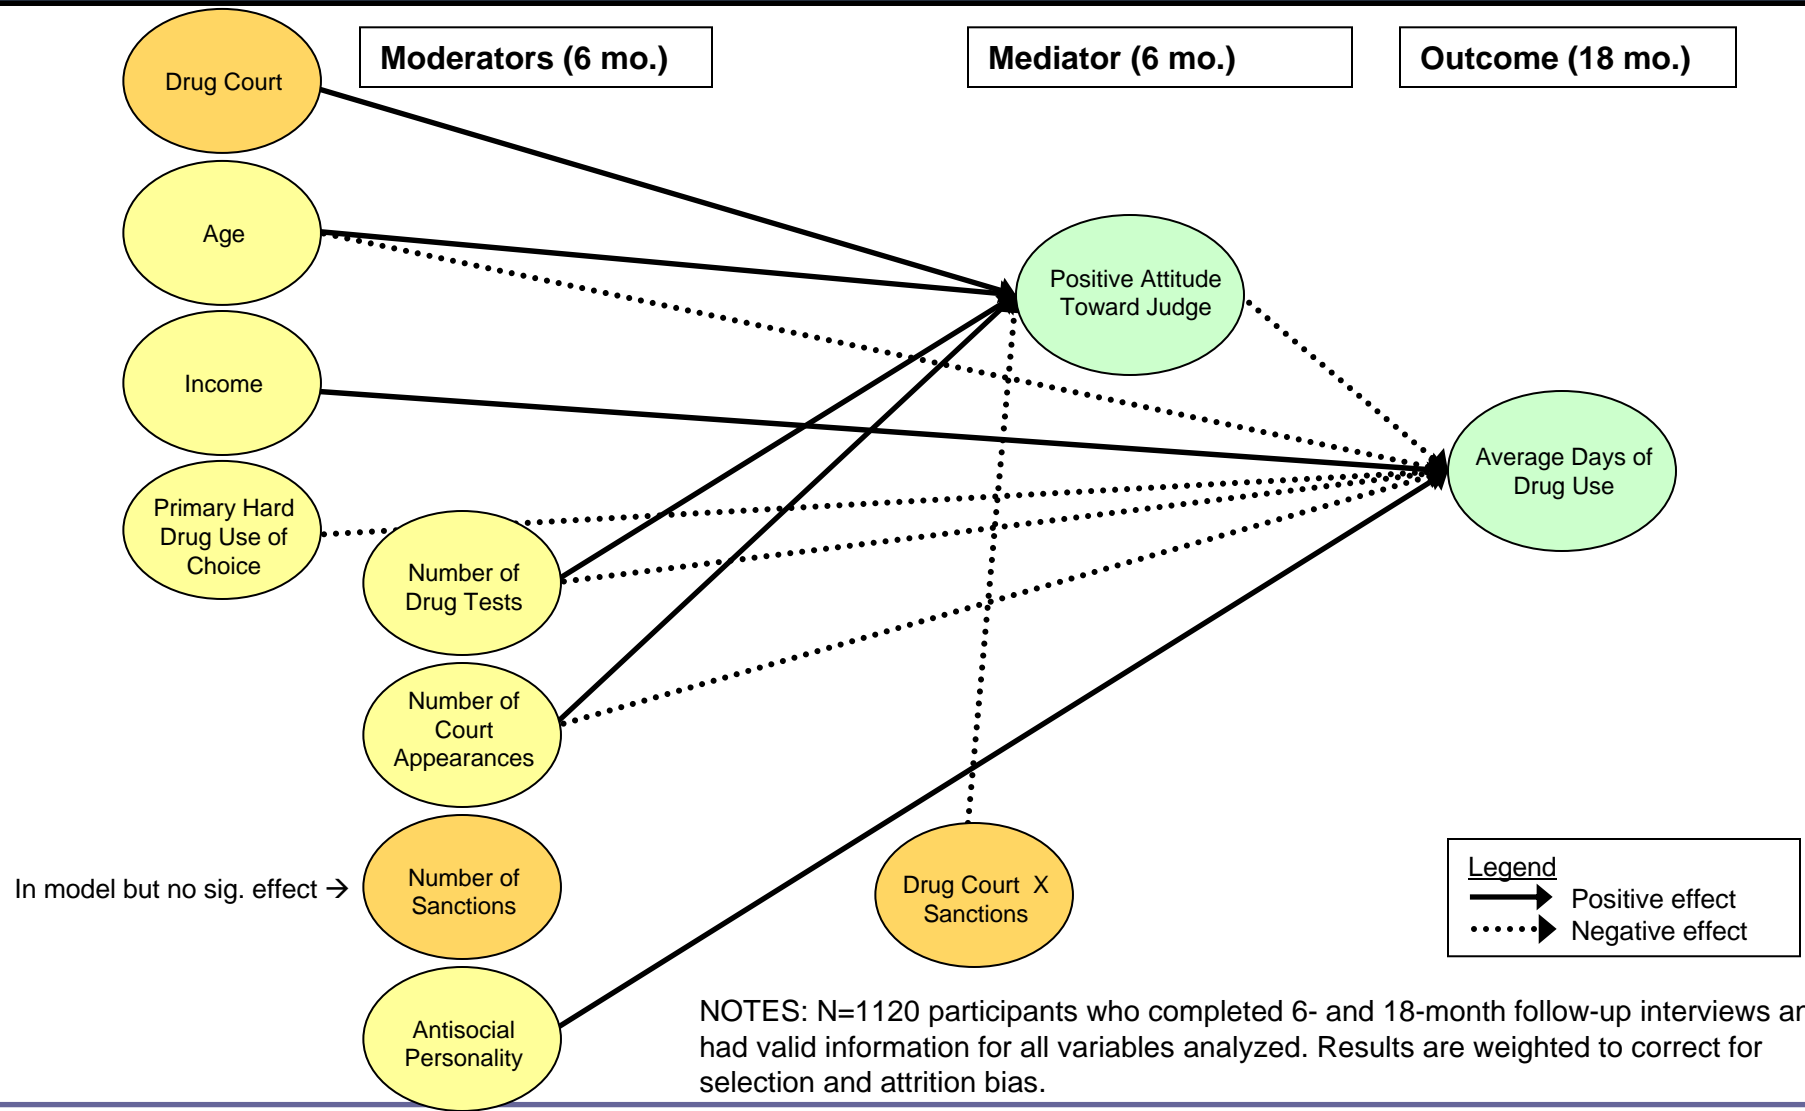 Moderators (6 mo.)
Mediator (6 mo.)
Outcome (18 mo.)
Drug Court
Age
Income
Primary Hard
Drug Use of
Choice
Number of
Drug Tests
Number of
Court
Appearances
In model but no sig. effect →
Number of
Sanctions
Antisocial
Personality
Positive Attitude
Toward Judge
Drug Court X
Sanctions
Average Days of
Drug Use
Legend
Positive effect
Negative effect
NOTES: N=1120 participants who completed 6- and 18-month follow-up interviews
had valid information for all variables analyzed. Results are weighted to correct for
selection and attrition bias.